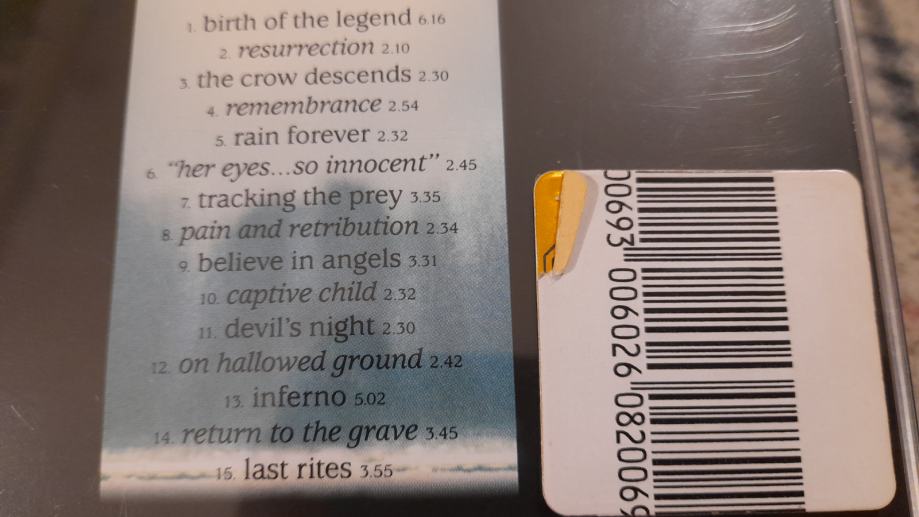 1. birth of the legend 6.16
2. resurrection 2.10
3. the crow descends 2.30
4. remembrance 2.54
5. rain forever 2.32
6. “her eyes...so innocent” 2.45
7. tracking the prey 3.35
8. pain and retribution 2.34
9. believe in angels 3.31
10. captive child 2.32
11. devil's night 2.30
12. on hallowed ground 2.42
13. inferno 5.02
14. return to the grave 3.45
15. last rites 3.55
00693 006026 0820069